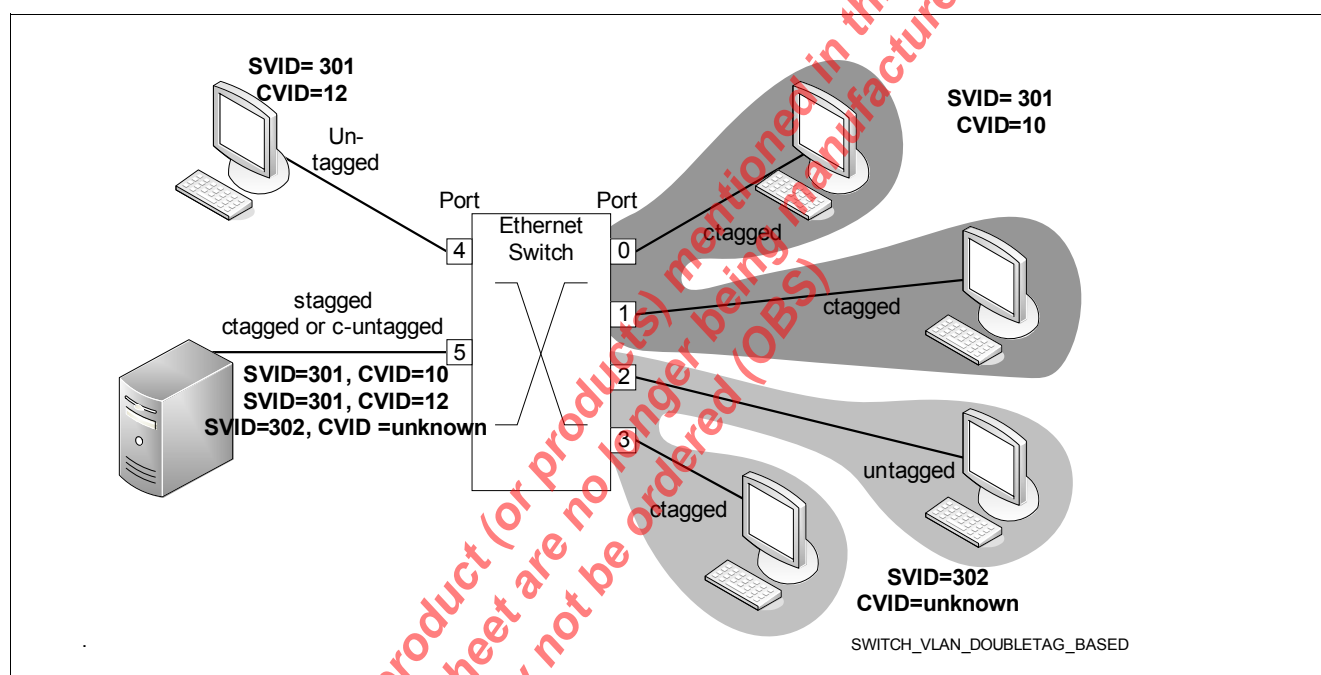 SVID= 301
CVID=12
Un-
tagged
Port
4
stagged
ctagged or c-untagged
5
SVID=301, CVID=10
SVID=301, CVID=12
SVID=302, CVID =unknown
Ethernet
Switch
Port
0
1
2
3
ctagged
SVID= 301
CVID=10
ctagged
untagged
ctagged
SVID=302
CVID=unknown
.
SWITCH_VLAN_DOUBLETAG_BASED
product (or products) mentioned in
sheet are no longer being
not be ordered (OBS)